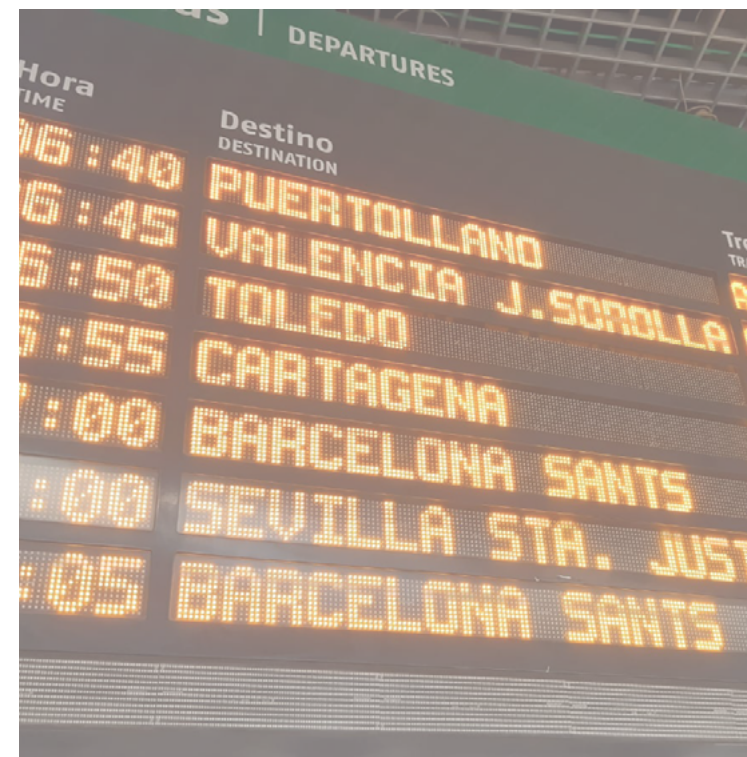 DEPARTURES
Hora
TIME
Destino
DESTINATION
06:40 PUERTOLLANO
6:45 VALENCIA J.SOROLLA
6:50 TOLEDO
:55 CARTAGENA
:00 BARCELONA SANTS
:00 SEVILLA STA. JUST
:05 BARCELONA SANTS